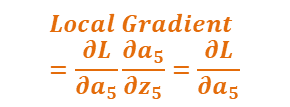 Local Gradient
= ∂L/∂a₅ ∂a₅/∂z₅ = ∂L/∂a₅